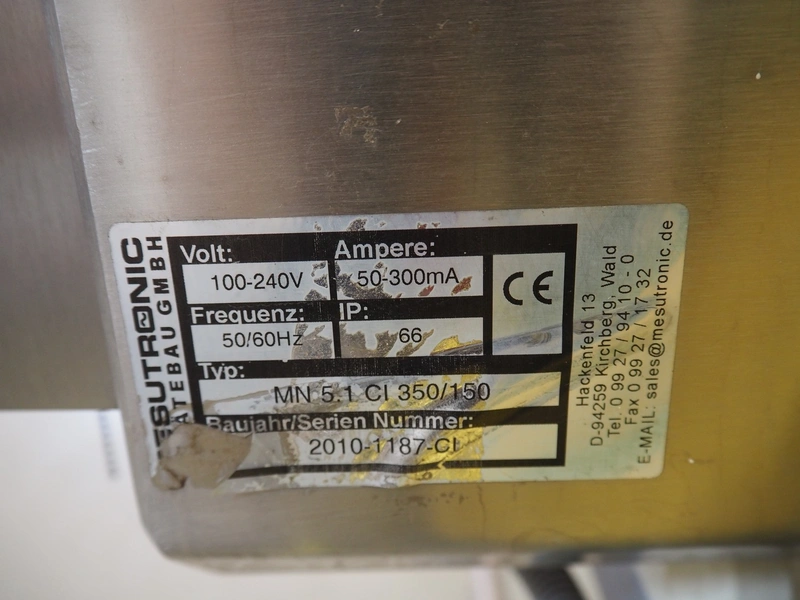 MESUTRONIC
GERÄTEBAU GMBH
Volt:
Ampere:
100-240V
50-300mA
Frequenz:
IP:
50/60Hz
66
Typ:
MN 5.1 CI 350/150
Baujahr/Serien Nummer:
2010-1187-CI
CE
Hackenfeld 13
D-94259 Kirchberg, Wald
Tel. 0 99 27 / 94 10 - 0
Fax 0 99 27 / 17 32
E-MAIL: sales@mesutronic.de